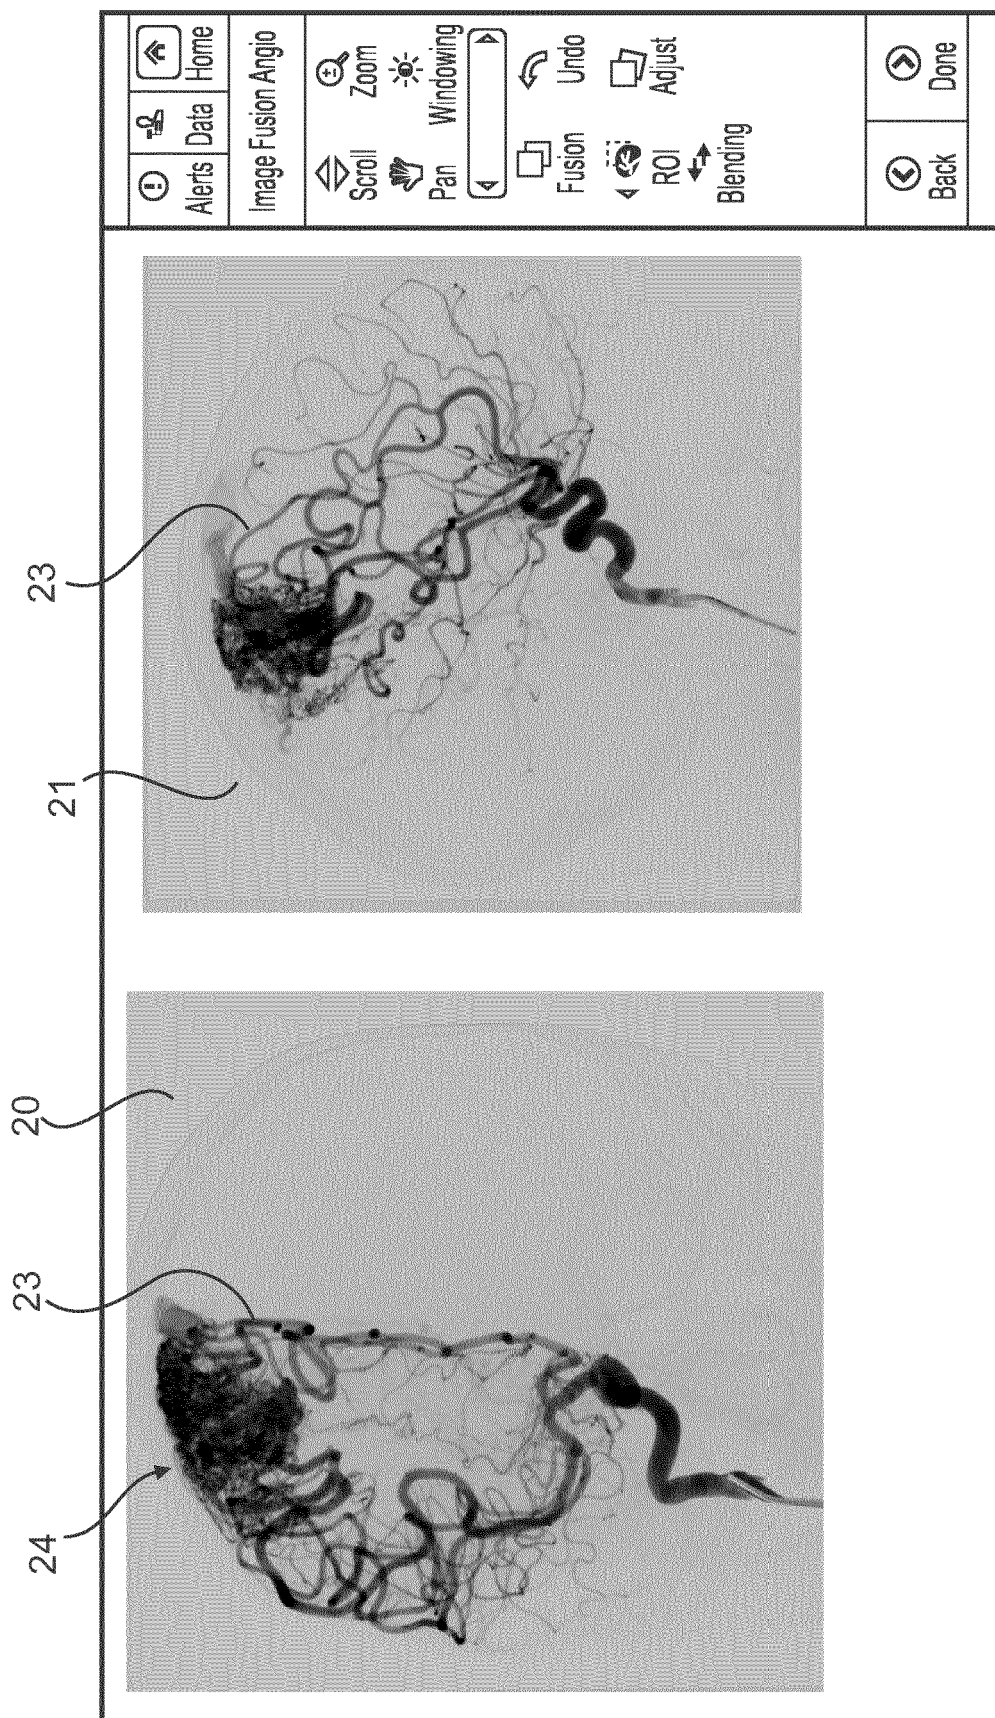 24
23
20
21
23
Alerts
Data
Home
Image Fusion Angio
Scroll
Zoom
Pan
Windowing
Fusion
Undo
ROI
Adjust
Blending
Back
Done